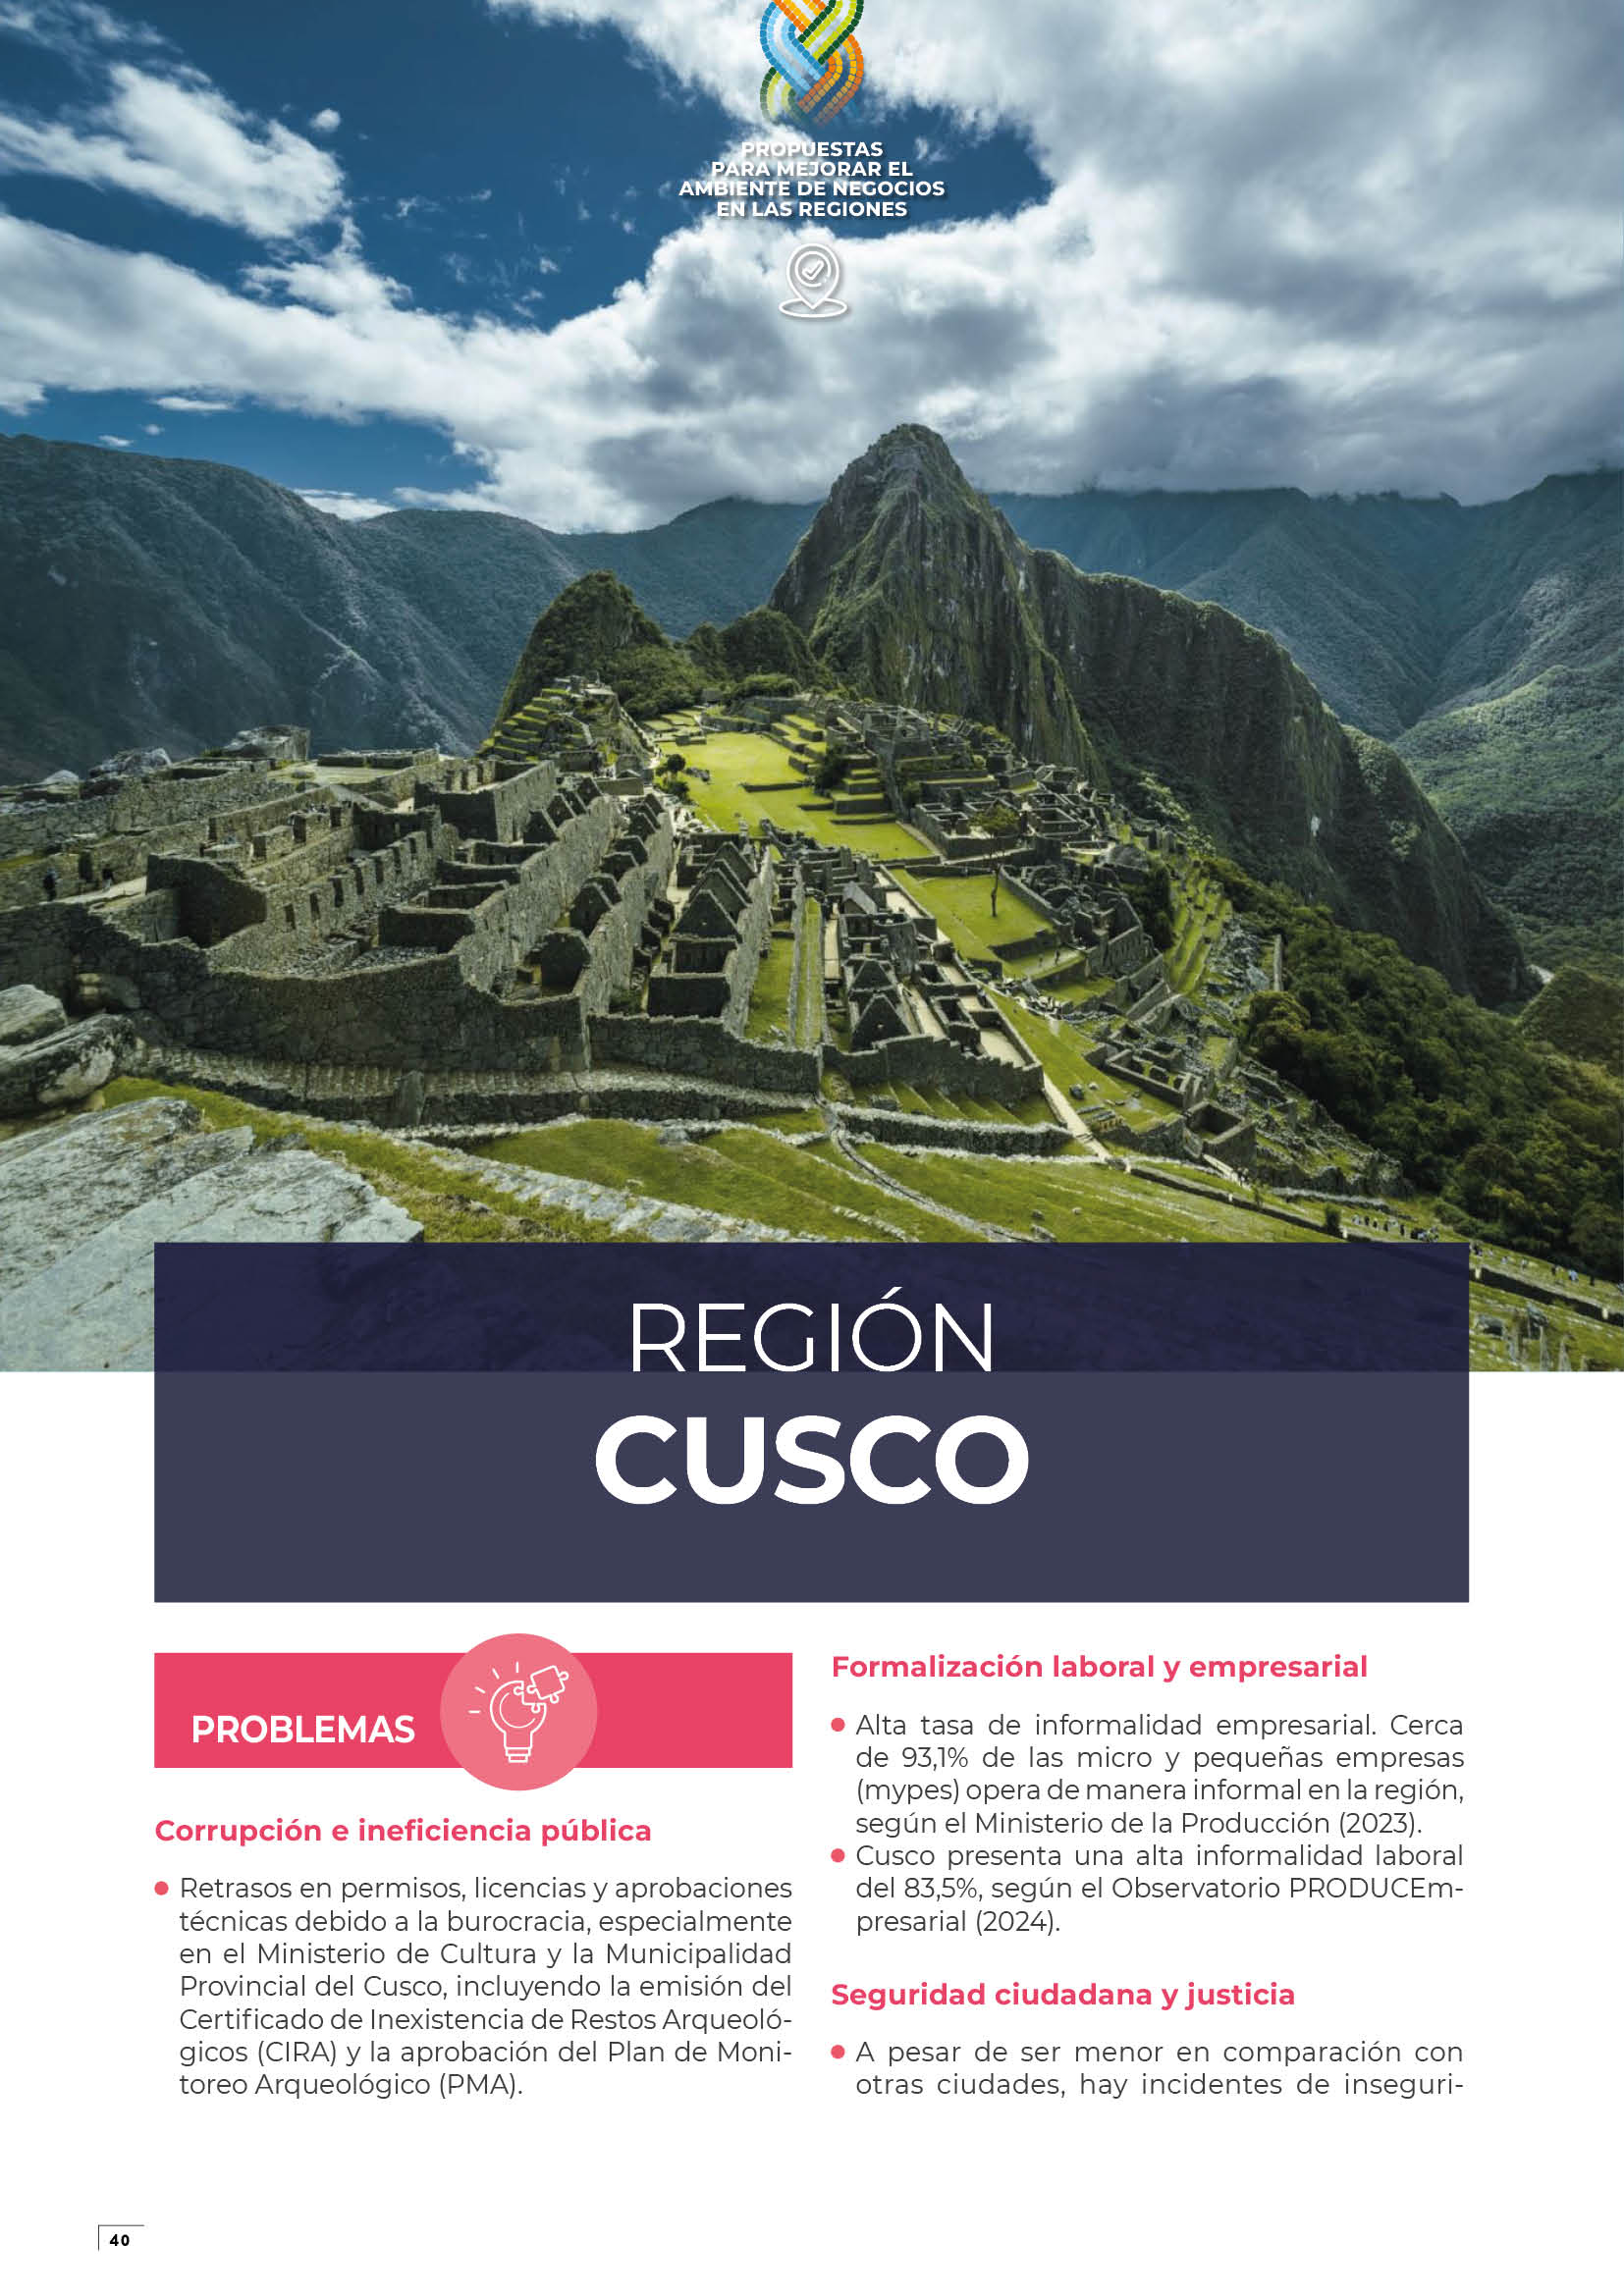 PROPUESTAS
PARA MEJORAR EL
AMBIENTE DE NEGOCIOS
EN LAS REGIONES
REGIÓN
CUSCO
PROBLEMAS
Corrupción e ineficiencia pública
Retrasos en permisos, licencias y aprobaciones
técnicas debido a la burocracia, especialmente
en el Ministerio de Cultura y la Municipalidad
Provincial del Cusco, incluyendo la emisión del
Certificado de Inexistencia de Restos Arqueoló-
gicos (CIRA) y la aprobación del Plan de Moni-
toreo Arqueológico (PMA).
Formalización laboral y empresarial
Alta tasa de informalidad empresarial. Cerca
de 93,1% de las micro y pequeñas empresas
(mypes) opera de manera informal en la región,
según el Ministerio de la Producción (2023).
Cusco presenta una alta informalidad laboral
del 83,5%, según el Observatorio PRODUCEm-
presarial (2024).
Seguridad ciudadana y justicia
A pesar de ser menor en comparación con
otras ciudades, hay incidentes de inseguri-
40